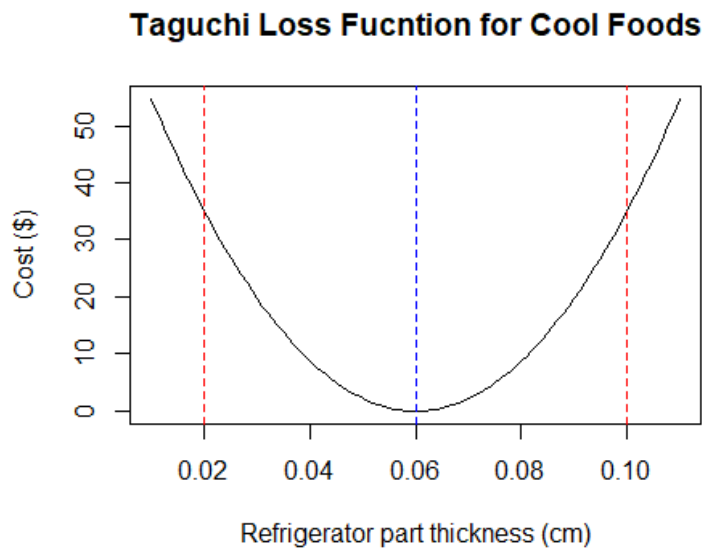 Taguchi Loss Fucntion for Cool Foods
Cost ($)
50
40
30
20
10
0
0.02 0.04 0.06 0.08 0.10
Refrigerator part thickness (cm)